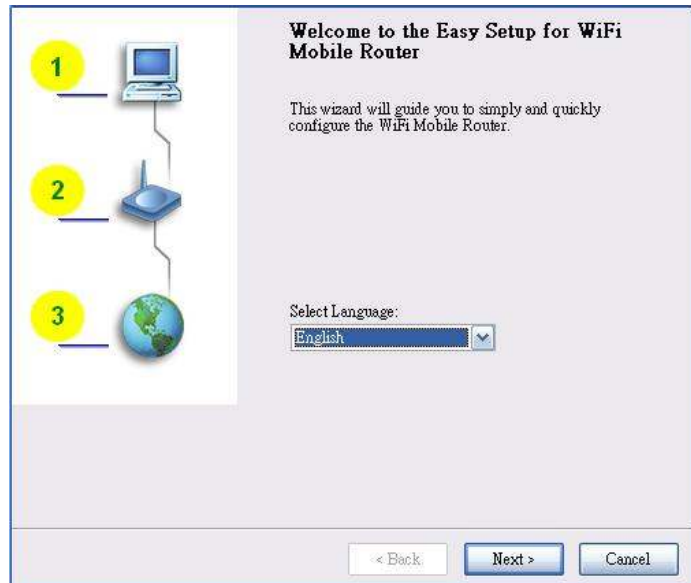 Welcome to the Easy Setup for WiFi
Mobile Router
This wizard will guide you to simply and quickly
configure the WiFi Mobile Router.
1
2
3
Select Language:
English
< Back
Next >
Cancel